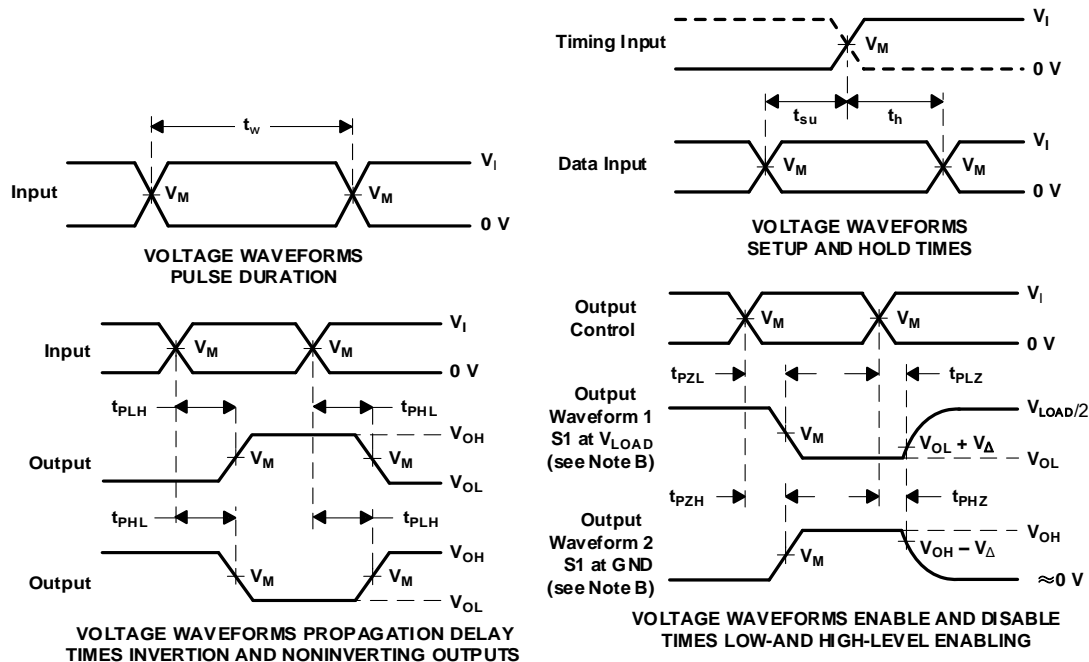 t_w
Input
V_I
V_M
V_M
0 V
VOLTAGE WAVEFORMS
PULSE DURATION
Timing Input
V_I
V_M
0 V
t_su
t_h
Data Input
V_I
V_M
V_M
0 V
VOLTAGE WAVEFORMS
SETUP AND HOLD TIMES
Input
V_I
V_M
V_M
0 V
t_PLH
t_PHL
Output
V_OH
V_M
V_M
V_OL
t_PHL
t_PLH
Output
V_OH
V_M
V_M
V_OL
VOLTAGE WAVEFORMS PROPAGATION DELAY
TIMES INVERTION AND NONINVERTING OUTPUTS
Output
Control
V_I
V_M
V_M
0 V
t_PZL
t_PLZ
Output
Waveform 1
S1 at V_LOAD
(see Note B)
V_LOAD/2
V_M
V_OL + V_Δ
V_OL
t_PZH
t_PHZ
Output
Waveform 2
S1 at GND
(see Note B)
V_OH
V_M
V_OH – V_Δ
≈0 V
VOLTAGE WAVEFORMS ENABLE AND DISABLE
TIMES LOW-AND HIGH-LEVEL ENABLING